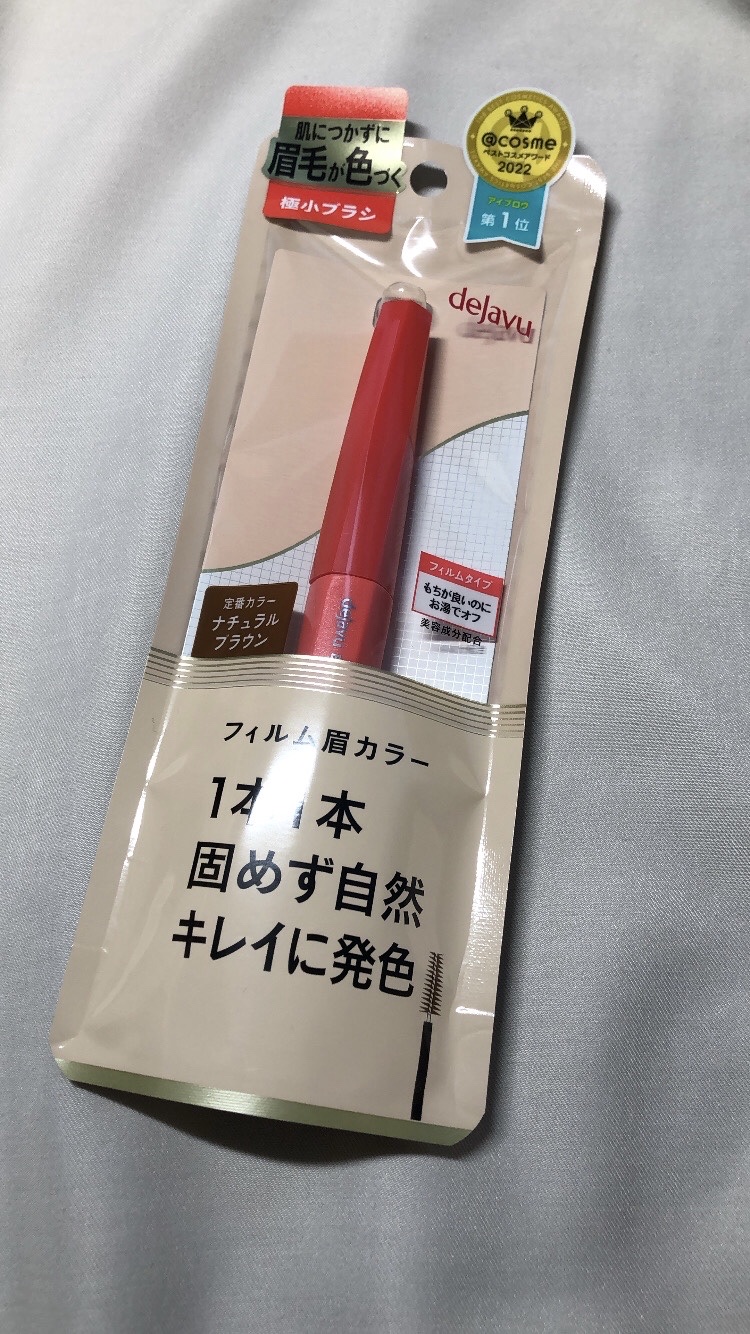 肌につかずに
眉毛が色づく
極小ブラシ
@cosme
ベストコスメアワード
2022
アイブロウ
第1位
dejavu
フィルムタイプ
もちが良いのに
お湯でオフ
美容成分配合
定番カラー
ナチュラル
ブラウン
dejavu
フィルム眉カラー
1本1本
固めず自然
キレイに発色